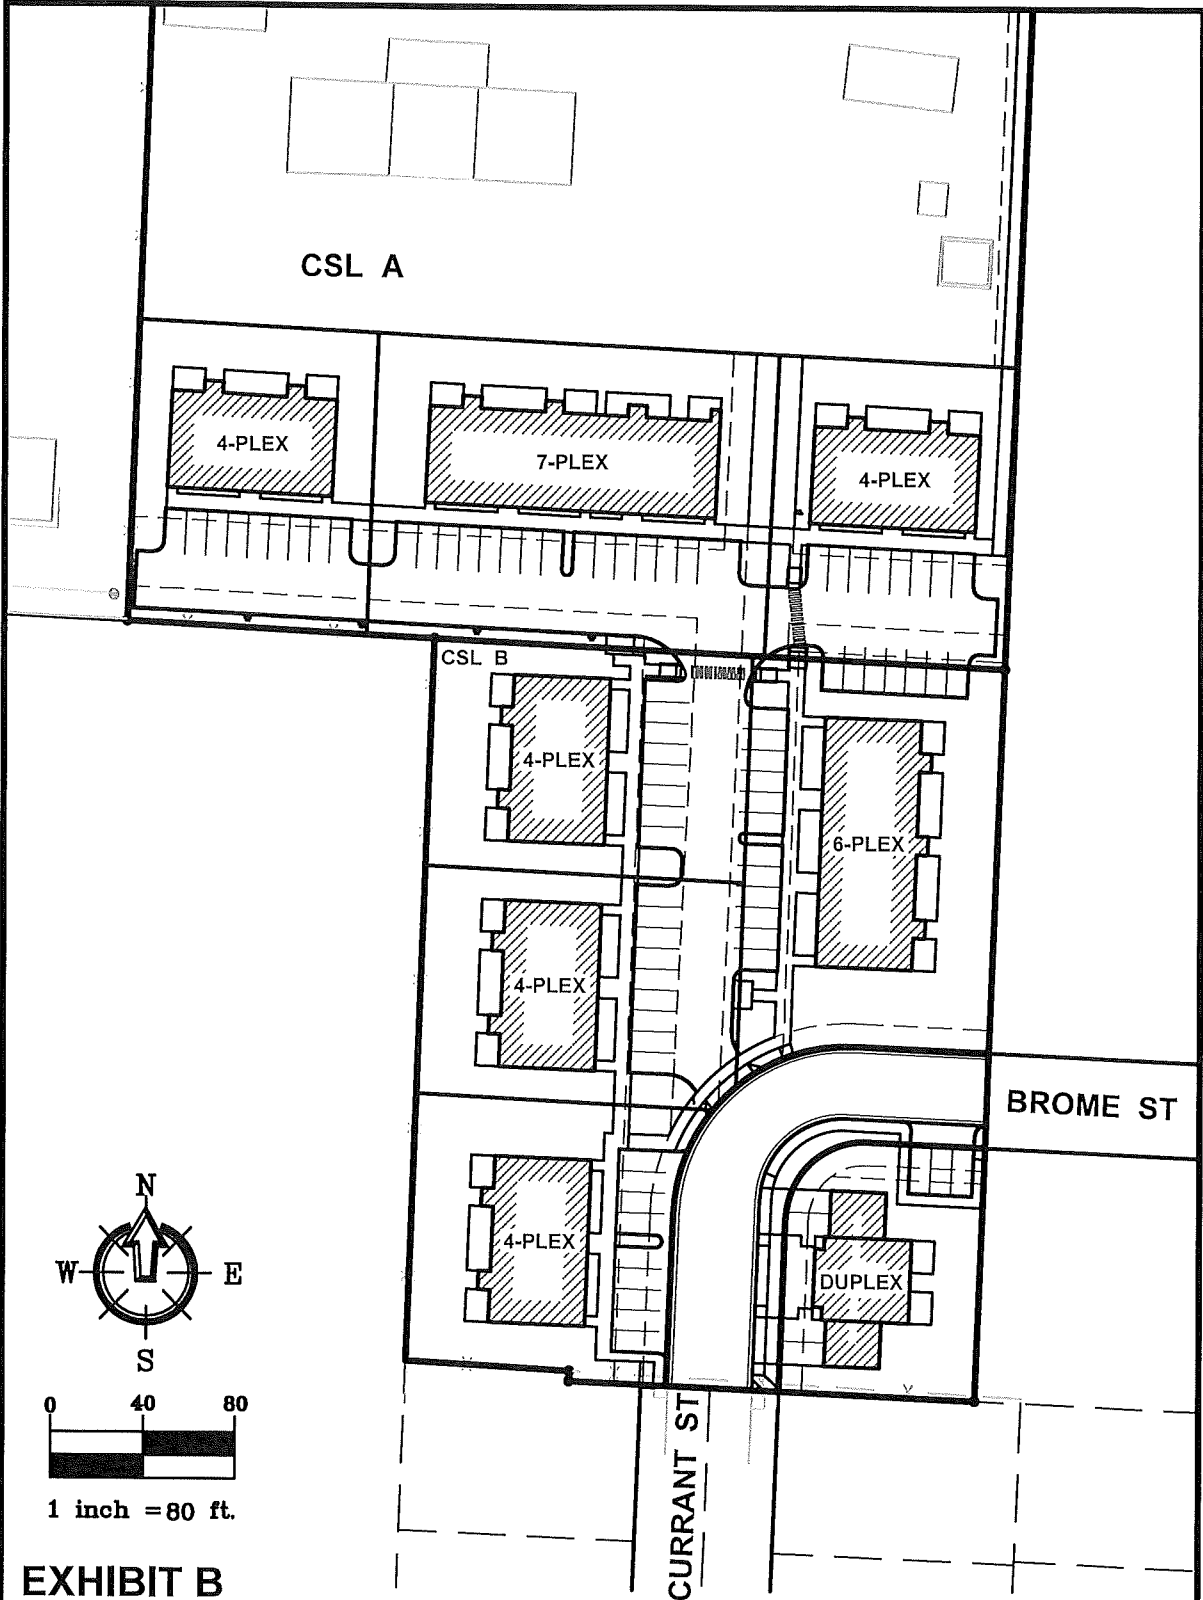 CSL A
4-PLEX
7-PLEX
4-PLEX
CSL B
4-PLEX
6-PLEX
4-PLEX
BROME ST
4-PLEX
DUPLEX
N
W
E
S
0 40 80
1 inch =80 ft.
CURRANT ST
EXHIBIT B